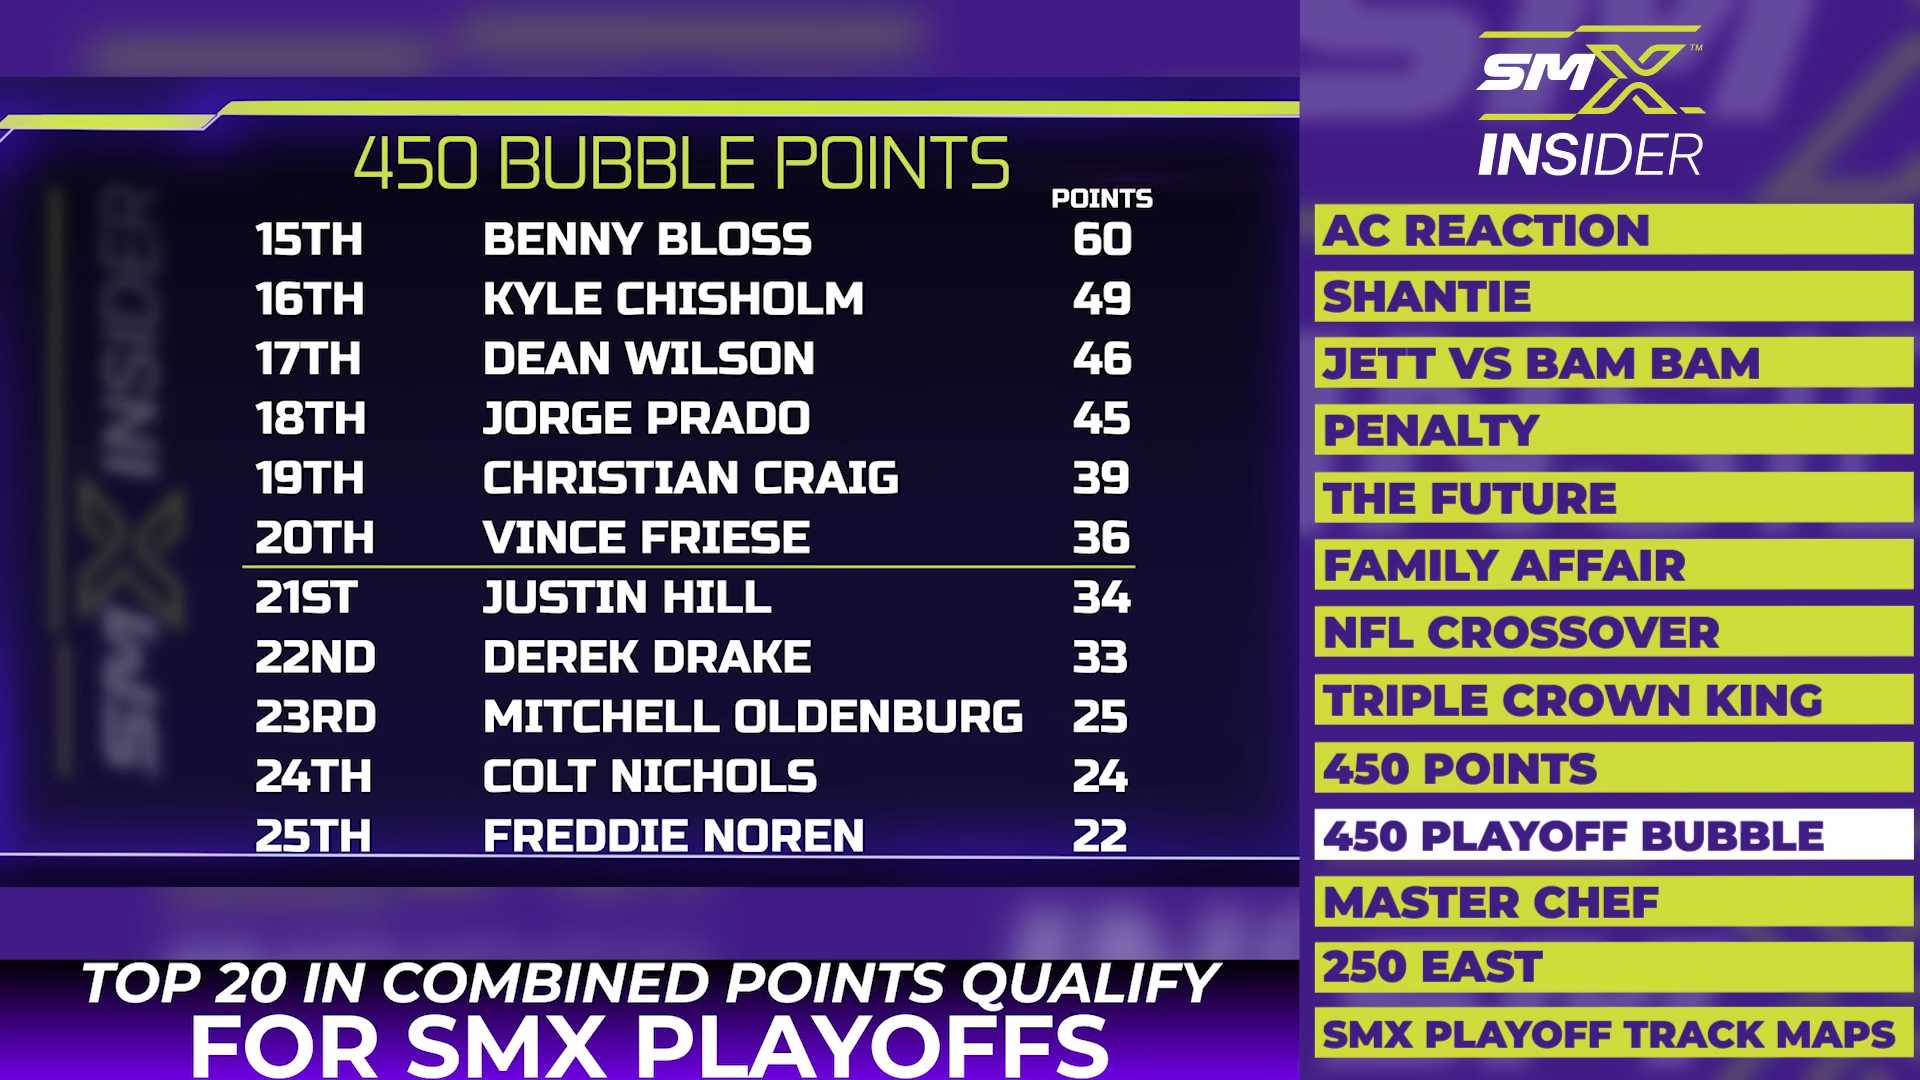 450 BUBBLE POINTS
POINTS
15TH BENNY BLOSS 60
16TH KYLE CHISHOLM 49
17TH DEAN WILSON 46
18TH JORGE PRADO 45
19TH CHRISTIAN CRAIG 39
20TH VINCE FRIESE 36
21ST JUSTIN HILL 34
22ND DEREK DRAKE 33
23RD MITCHELL OLDENBURG 25
24TH COLT NICHOLS 24
25TH FREDDIE NOREN 22
SMX INSIDER
TOP 20 IN COMBINED POINTS QUALIFY
FOR SMX PLAYOFFS
SMX™
INSIDER
AC REACTION
SHANTIE
JETT VS BAM BAM
PENALTY
THE FUTURE
FAMILY AFFAIR
NFL CROSSOVER
TRIPLE CROWN KING
450 POINTS
450 PLAYOFF BUBBLE
MASTER CHEF
250 EAST
SMX PLAYOFF TRACK MAPS